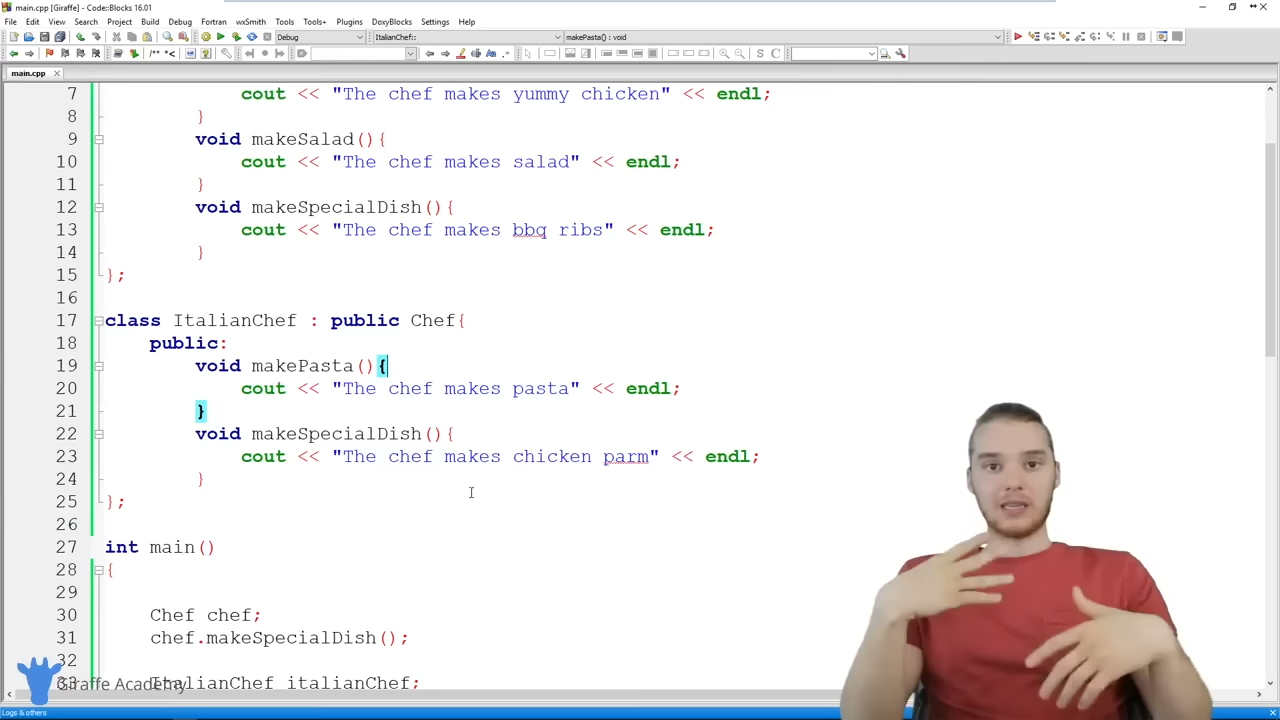 main.cpp [Giraffe] - Code::Blocks 16.01
File Edit View Search Project Build Debug Fortran wxSmith Tools Tools+ Plugins DoxyBlocks Settings Help
Debug ItalianChef:: makePasta() : void
main.cpp
7 cout << "The chef makes yummy chicken" << endl;
8 }
9 void makeSalad(){
10 cout << "The chef makes salad" << endl;
11 }
12 void makeSpecialDish(){
13 cout << "The chef makes bbq ribs" << endl;
14 }
15 };
16
17 class ItalianChef : public Chef{
18 public:
19 void makePasta(){
20 cout << "The chef makes pasta" << endl;
21 }
22 void makeSpecialDish(){
23 cout << "The chef makes chicken parm" << endl;
24 }
25 };
26
27 int main()
28 {
29
30 Chef chef;
31 chef.makeSpecialDish();
32
33 ItalianChef italianChef;
Giraffe Academy
Logs & others